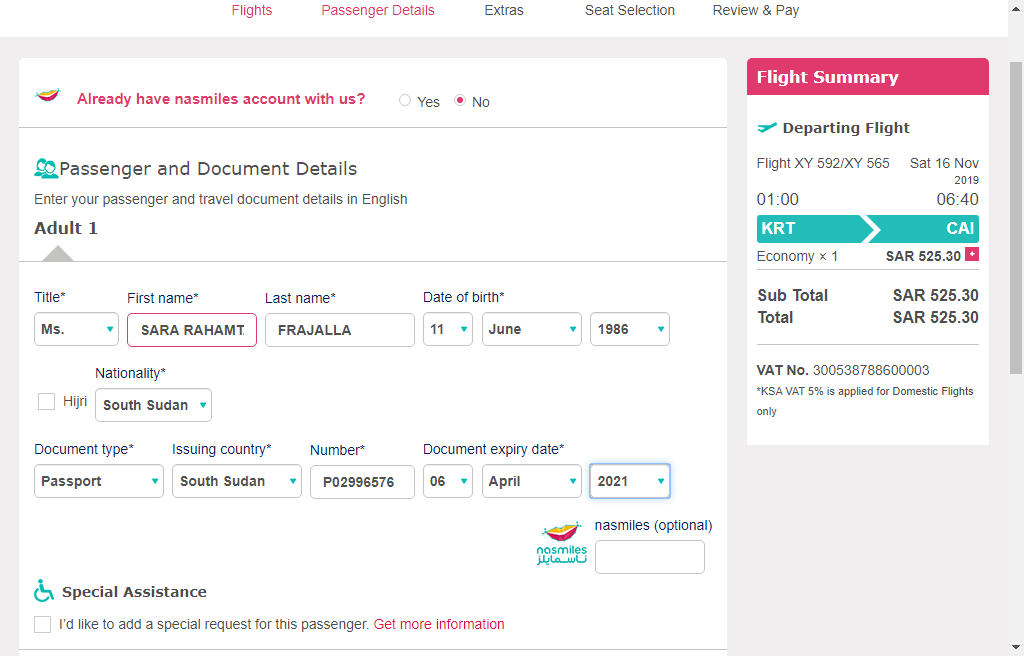 Flights Passenger Details Extras Seat Selection Review & Pay
Already have nasmiles account with us? Yes No
Passenger and Document Details
Enter your passenger and travel document details in English
Adult 1
Title* First name* Last name* Date of birth*
Ms. SARA RAHAMT FRAJALLA 11 June 1986
Nationality*
Hijri South Sudan
Document type* Issuing country* Number* Document expiry date*
Passport South Sudan P02996576 06 April 2021
nasmiles (optional)
nasmiles
ناسمايلز
Special Assistance
I'd like to add a special request for this passenger. Get more information
Flight Summary
Departing Flight
Flight XY 592/XY 565 Sat 16 Nov
2019
01:00 06:40
KRT CAI
Economy × 1 SAR 525.30 +
Sub Total SAR 525.30
Total SAR 525.30
VAT No. 300538788600003
*KSA VAT 5% is applied for Domestic Flights
only